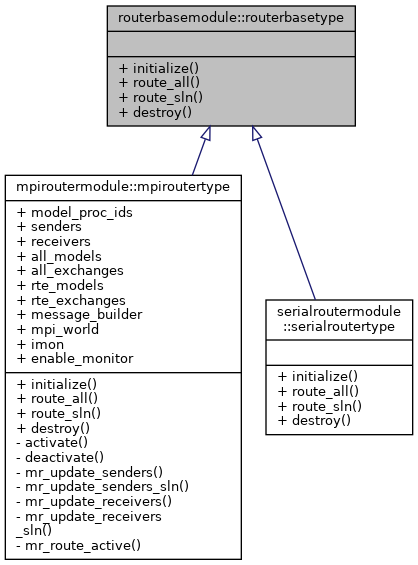 routerbasemodule::routerbasetype
+ initialize()
+ route_all()
+ route_sln()
+ destroy()
mpiroutermodule::mpiroutertype
+ model_proc_ids
+ senders
+ receivers
+ all_models
+ all_exchanges
+ rte_models
+ rte_exchanges
+ message_builder
+ mpi_world
+ imon
+ enable_monitor
+ initialize()
+ route_all()
+ route_sln()
+ destroy()
- activate()
- deactivate()
- mr_update_senders()
- mr_update_senders_sln()
- mr_update_receivers()
- mr_update_receivers
_sln()
- mr_route_active()
serialroutermodule
::serialroutertype
+ initialize()
+ route_all()
+ route_sln()
+ destroy()